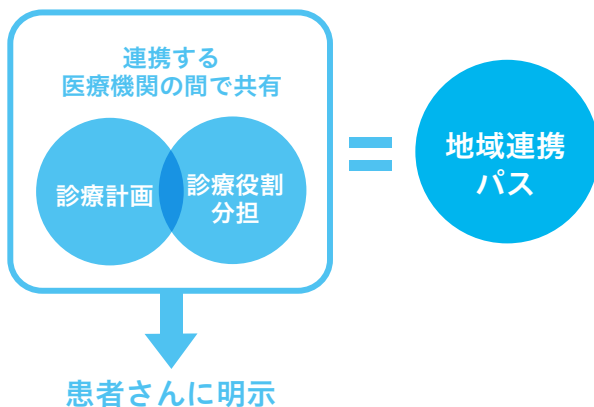 連携する
医療機関の間で共有
診療計画
診療役割
分担
=
地域連携
パス
患者さんに明示